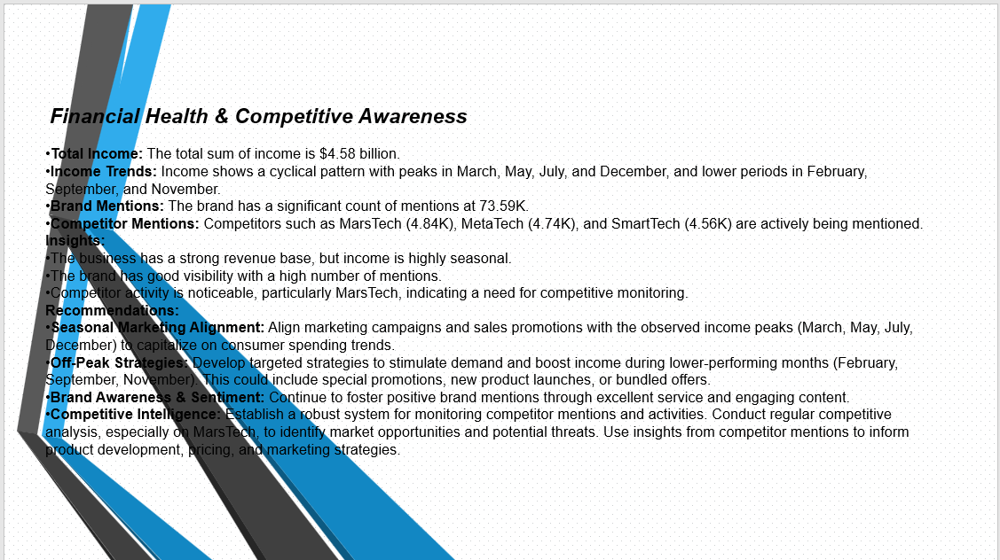 Financial Health & Competitive Awareness
•Total Income: The total sum of income is $4.58 billion.
•Income Trends: Income shows a cyclical pattern with peaks in March, May, July, and December, and lower periods in February,
September, and November.
•Brand Mentions: The brand has a significant count of mentions at 73.59K.
•Competitor Mentions: Competitors such as MarsTech (4.84K), MetaTech (4.74K), and SmartTech (4.56K) are actively being mentioned.
Insights:
•The business has a strong revenue base, but income is highly seasonal.
•The brand has good visibility with a high number of mentions.
•Competitor activity is noticeable, particularly MarsTech, indicating a need for competitive monitoring.
Recommendations:
•Seasonal Marketing Alignment: Align marketing campaigns and sales promotions with the observed income peaks (March, May, July,
December) to capitalize on consumer spending trends.
•Off-Peak Strategies: Develop targeted strategies to stimulate demand and boost income during lower-performing months (February,
September, November). This could include special promotions, new product launches, or bundled offers.
•Brand Awareness & Sentiment: Continue to foster positive brand mentions through excellent service and engaging content.
•Competitive Intelligence: Establish a robust system for monitoring competitor mentions and activities. Conduct regular competitive
analysis, especially on MarsTech, to identify market opportunities and potential threats. Use insights from competitor mentions to inform
product development, pricing, and marketing strategies.